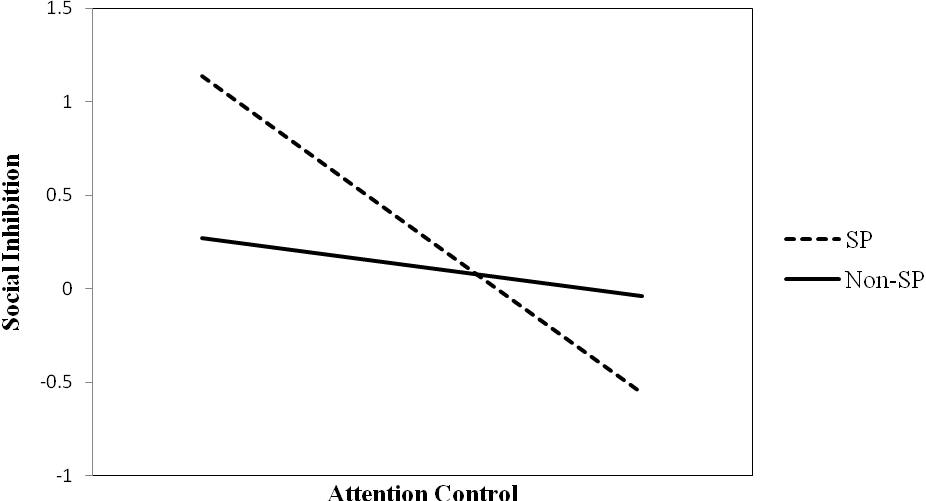 1.5
1
0.5
0
-0.5
-1
Social Inhibition
Attention Control
SP
Non-SP